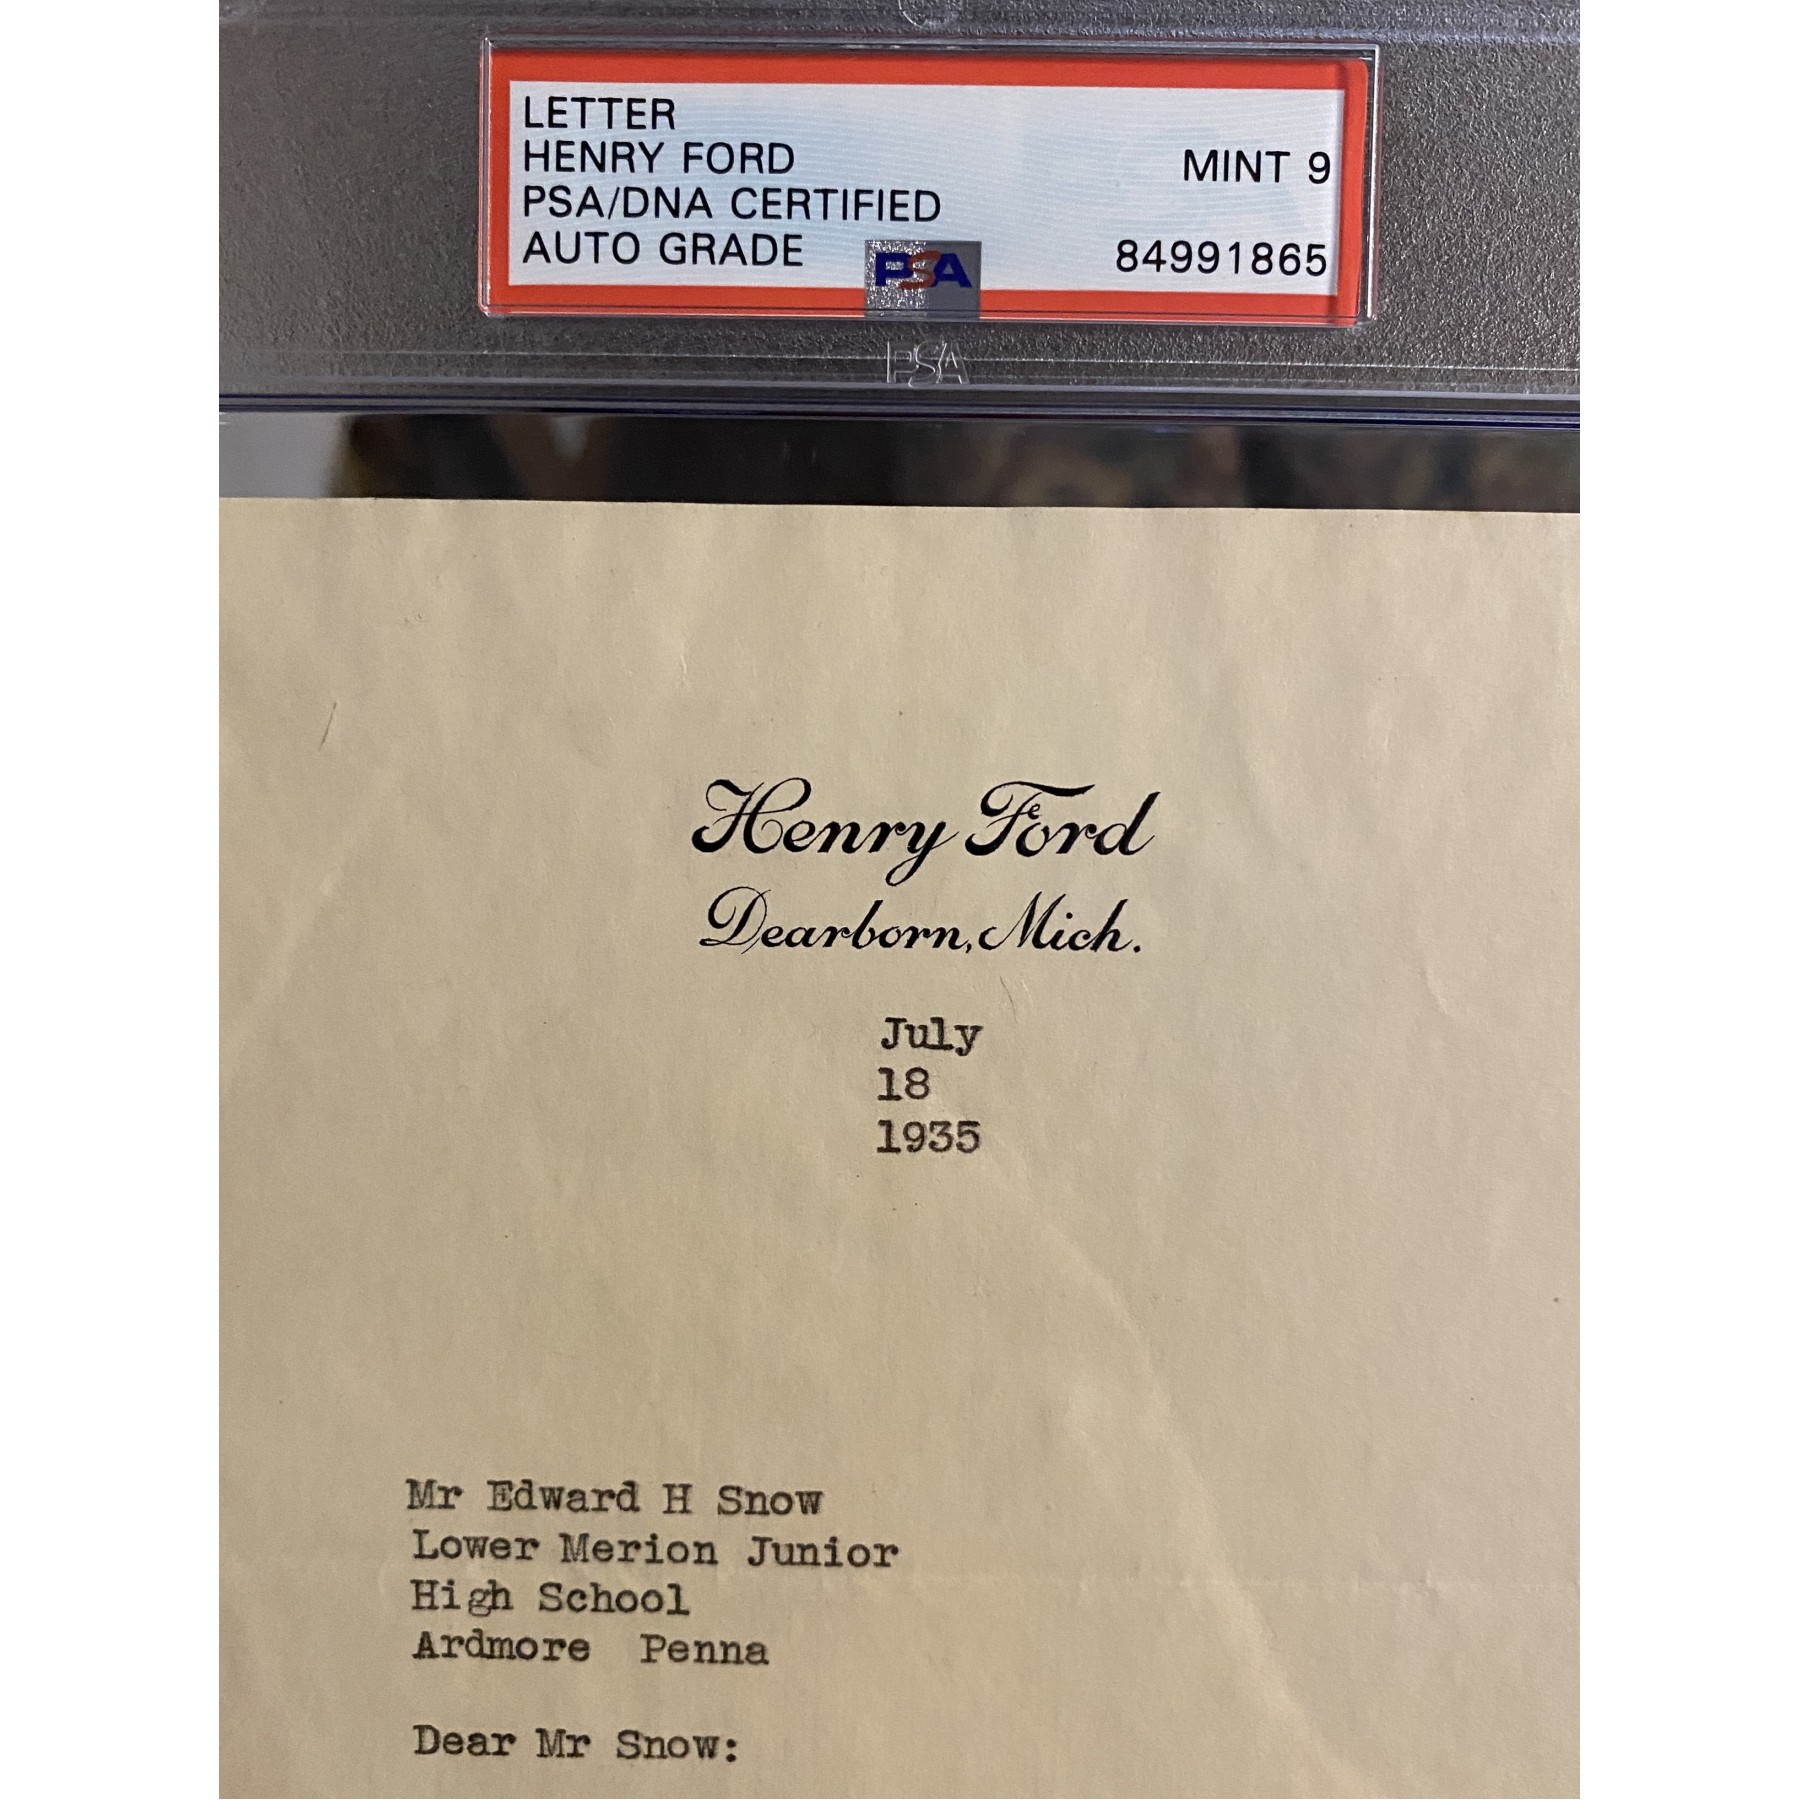 LETTER
HENRY FORD MINT 9
PSA/DNA CERTIFIED
AUTO GRADE 84991865
PSA
PSA
Henry Ford
Dearborn, Mich.
July
18
1935
Mr Edward H Snow
Lower Merion Junior
High School
Ardmore Penna
Dear Mr Snow: